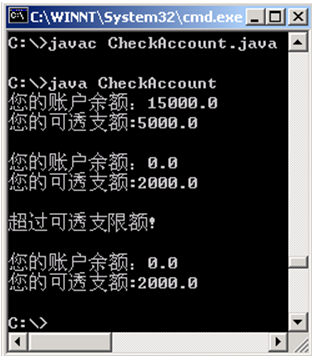 C:\WINNT\System32\cmd.exe
C:\>javac CheckAccount.java
C:\>java CheckAccount
您的账户余额：15000.0
您的可透支额:5000.0
您的账户余额：0.0
您的可透支额:2000.0
超过可透支限额！
您的账户余额：0.0
您的可透支额:2000.0
C:\>